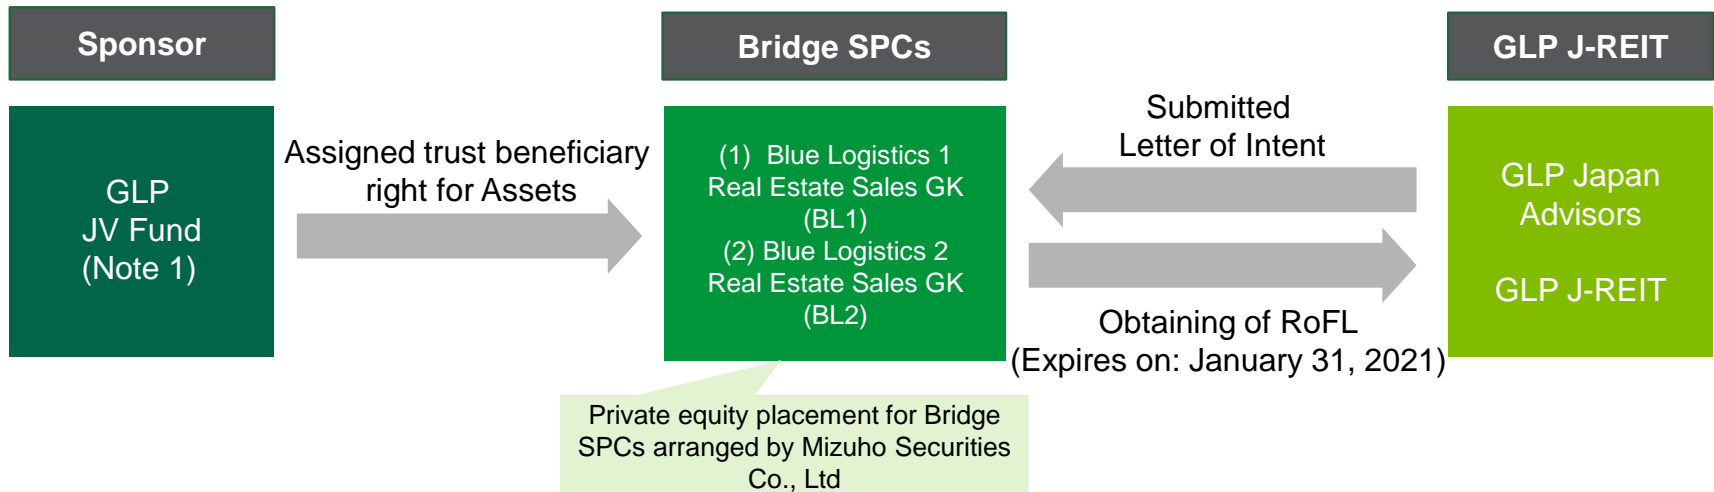 Sponsor
Bridge SPCs
GLP J-REIT
GLP
JV Fund
(Note 1)
Assigned trust beneficiary
right for Assets
(1) Blue Logistics 1
Real Estate Sales GK
(BL1)
(2) Blue Logistics 2
Real Estate Sales GK
(BL2)
Submitted
Letter of Intent
Obtaining of RoFL
(Expires on: January 31, 2021)
GLP Japan
Advisors
GLP J-REIT
Private equity placement for Bridge
SPCs arranged by Mizuho Securities
Co., Ltd